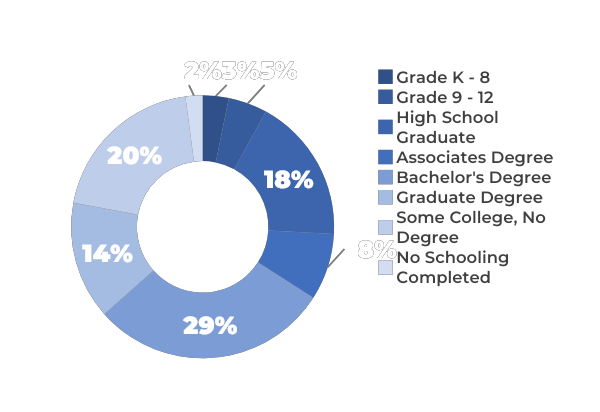 2%3%5%
20%
18%
14%
8%
29%
Grade K - 8
Grade 9 - 12
High School
Graduate
Associates Degree
Bachelor's Degree
Graduate Degree
Some College, No
Degree
No Schooling
Completed